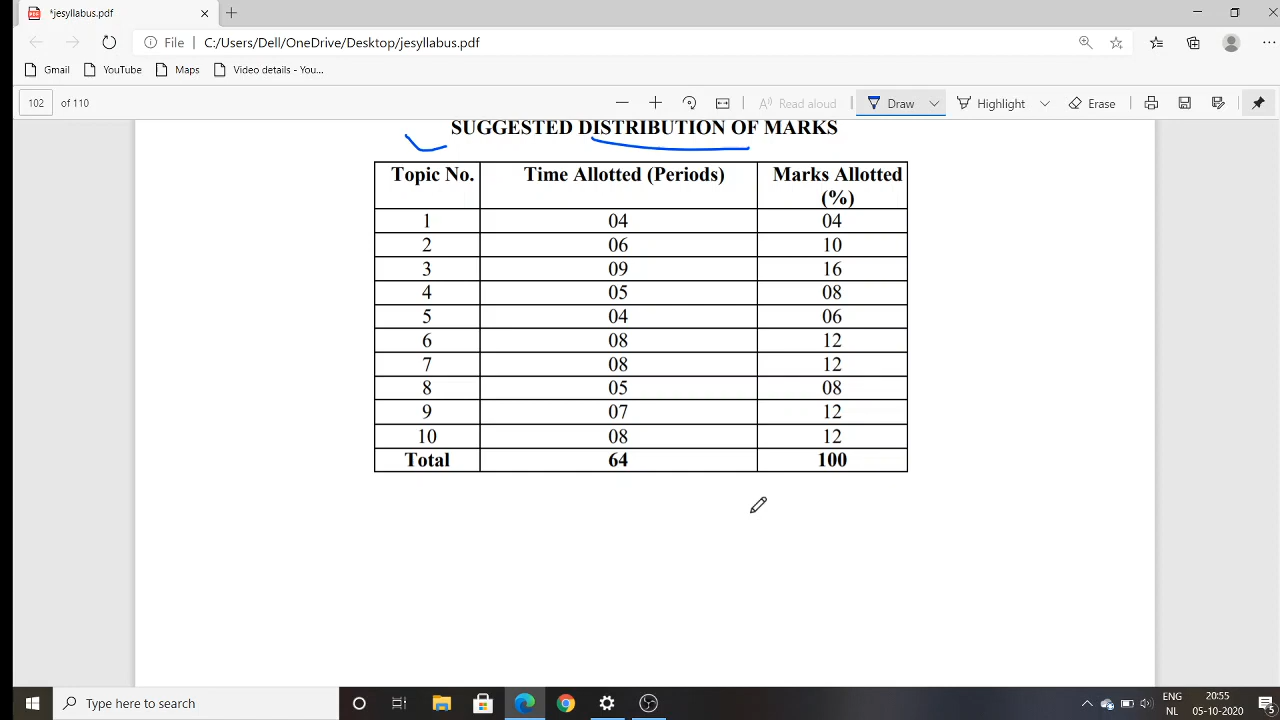 *jesyllabus.pdf
File | C:/Users/Dell/OneDrive/Desktop/jesyllabus.pdf
Gmail YouTube Maps Video details - You...
102 of 110 Read aloud Draw Highlight Erase
SUGGESTED DISTRIBUTION OF MARKS
Topic No. Time Allotted (Periods) Marks Allotted (%)
1 04 04
2 06 10
3 09 16
4 05 08
5 04 06
6 08 12
7 08 12
8 05 08
9 07 12
10 08 12
Total 64 100
Type here to search
ENG 20:55
NL 05-10-2020 5